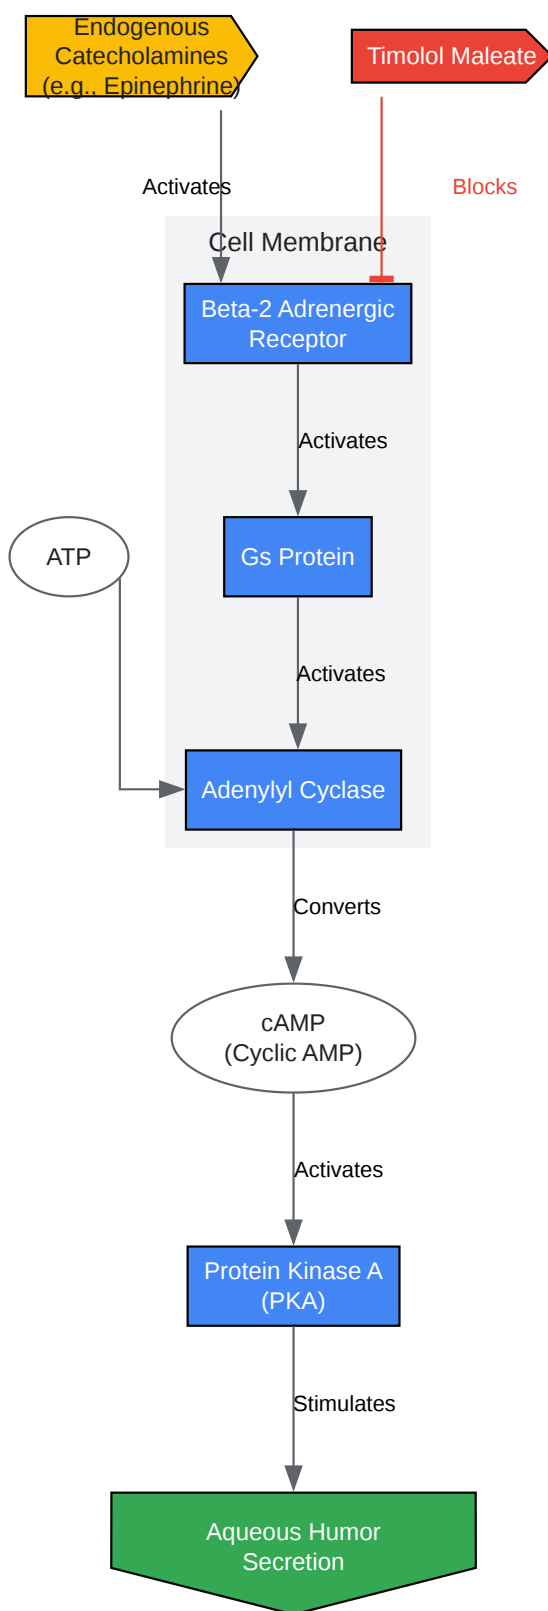 Endogenous
Catecholamines
(e.g., Epinephrine)
Timolol Maleate
Activates
Blocks
Cell Membrane
Beta-2 Adrenergic
Receptor
Activates
Gs Protein
ATP
Activates
Adenylyl Cyclase
Converts
cAMP
(Cyclic AMP)
Activates
Protein Kinase A
(PKA)
Stimulates
Aqueous Humor
Secretion